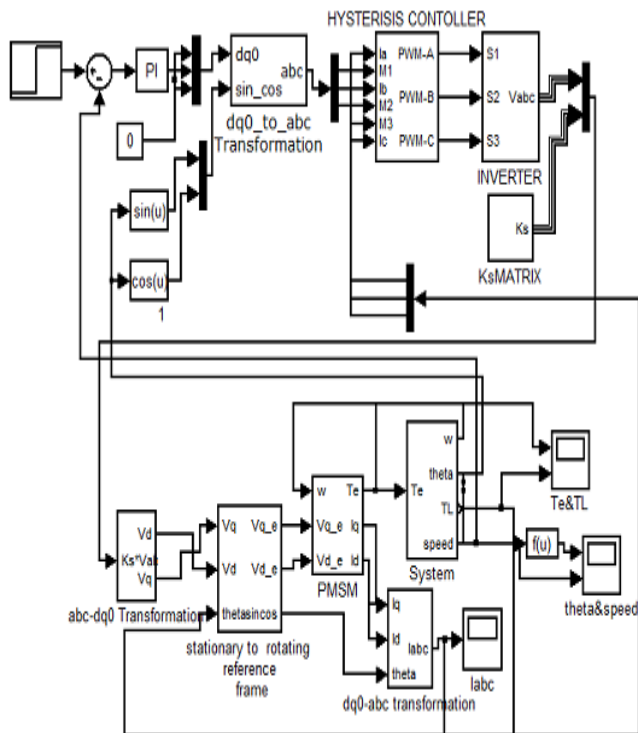 HYSTERISIS CONTOLLER
PI
dq0
abc
sin_cos
dq0_to_abc
Transformation
0
Ia
M1
Ib
M2
M3
Ic
PWM-A
PWM-B
PWM-C
S1
S2
S3
Vabc
INVERTER
Ks
KsMATRIX
sin(u)
cos(u)
1
w
theta
Te
TL
speed
System
Te&TL
f(u)
theta&speed
w
Te
Vq_e
Iq
Vd_e
Id
PMSM
Vd
Ks*Vab
Vq
abc-dq0 Transformation
Vq
Vq_e
Vd
Vd_e
thetasincos
stationary to rotating
reference
frame
Iq
Id
Iabc
theta
dq0-abc transformation
Iabc